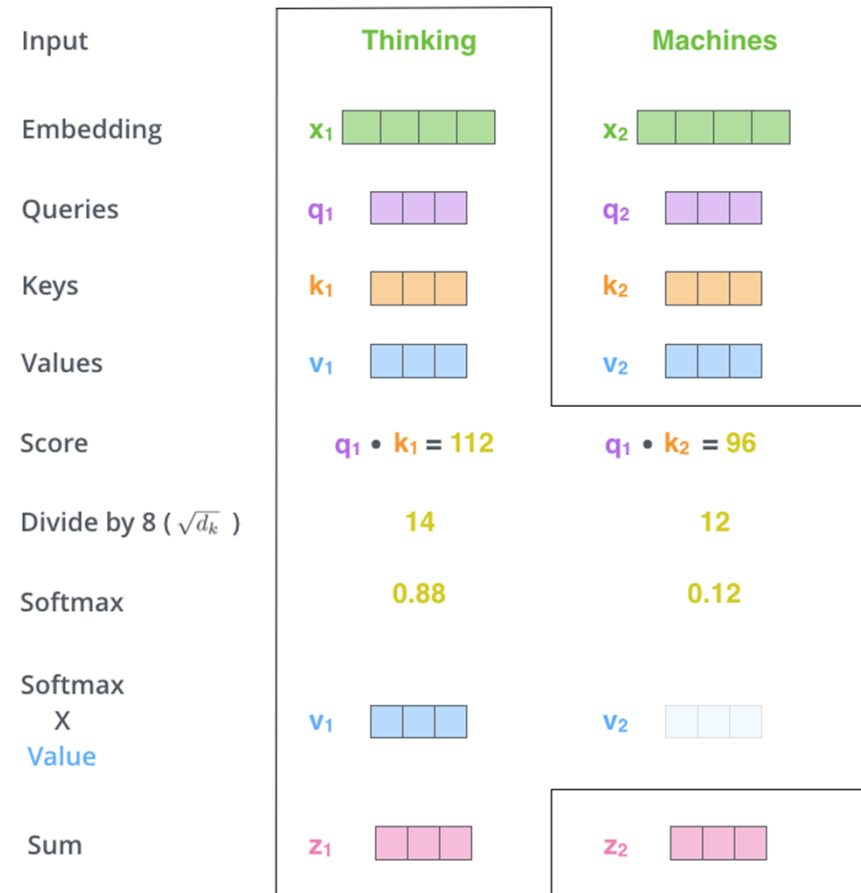 Input Thinking Machines
Embedding x₁ x₂
Queries q₁ q₂
Keys k₁ k₂
Values v₁ v₂
Score q₁ • k₁ = 112 q₁ • k₂ = 96
Divide by 8 ( √dₖ ) 14 12
Softmax 0.88 0.12
Softmax
X v₁ v₂
Value
Sum z₁ z₂